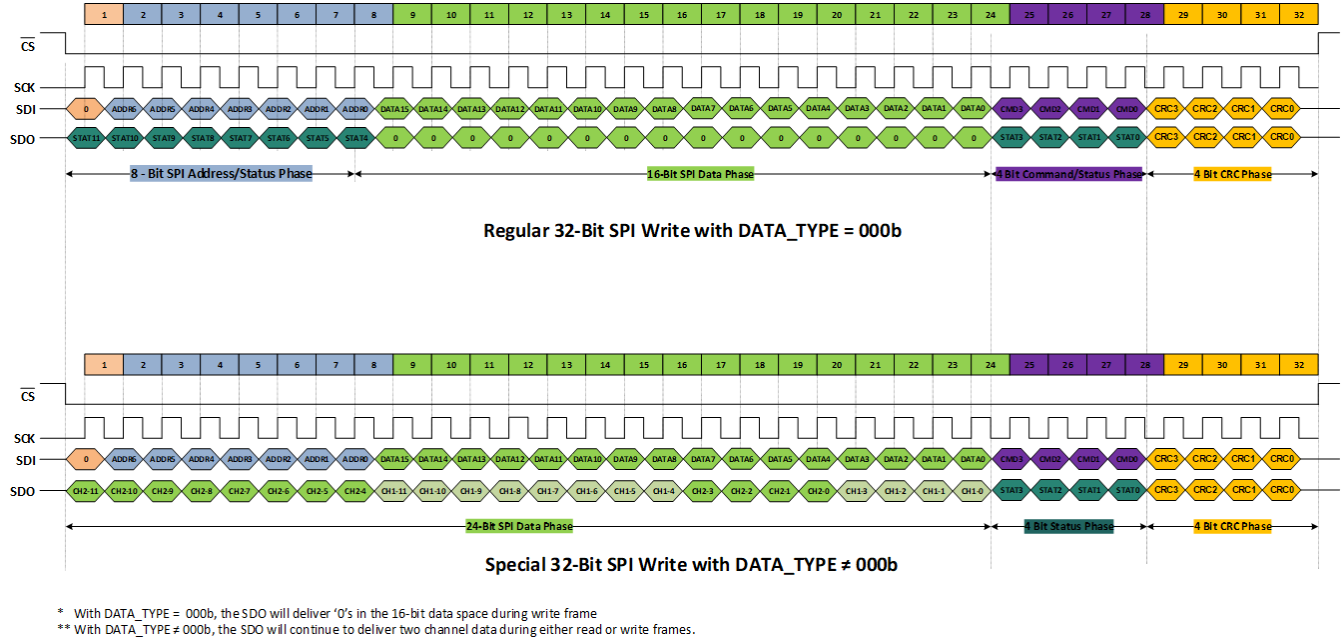 1 2 3 4 5 6 7 8 9 10 11 12 13 14 15 16 17 18 19 20 21 22 23 24 25 26 27 28 29 30 31 32
CS
SCK
SDI 0 ADDR6 ADDR5 ADDR4 ADDR3 ADDR2 ADDR1 ADDR0 DATA15 DATA14 DATA13 DATA12 DATA11 DATA10 DATA9 DATA8 DATA7 DATA6 DATA5 DATA4 DATA3 DATA2 DATA1 DATA0 CMD3 CMD2 CMD1 CMD0 CRC3 CRC2 CRC1 CRC0
SDO STAT11 STAT10 STAT9 STAT8 STAT7 STAT6 STAT5 STAT4 0 0 0 0 0 0 0 0 0 0 0 0 0 0 0 0 STAT3 STAT2 STAT1 STAT0 CRC3 CRC2 CRC1 CRC0
8 - Bit SPI Address/Status Phase 16-Bit SPI Data Phase 4 Bit Command/Status Phase 4 Bit CRC Phase
Regular 32-Bit SPI Write with DATA_TYPE = 000b
1 2 3 4 5 6 7 8 9 10 11 12 13 14 15 16 17 18 19 20 21 22 23 24 25 26 27 28 29 30 31 32
CS
SCK
SDI 0 ADDR6 ADDR5 ADDR4 ADDR3 ADDR2 ADDR1 ADDR0 DATA15 DATA14 DATA13 DATA12 DATA11 DATA10 DATA9 DATA8 DATA7 DATA6 DATA5 DATA4 DATA3 DATA2 DATA1 DATA0 CMD3 CMD2 CMD1 CMD0 CRC3 CRC2 CRC1 CRC0
SDO CH2-11 CH2-10 CH2-9 CH2-8 CH2-7 CH2-6 CH2-5 CH2-4 CH1-11 CH1-10 CH1-9 CH1-8 CH1-7 CH1-6 CH1-5 CH1-4 CH2-3 CH2-2 CH2-1 CH2-0 CH1-3 CH1-2 CH1-1 CH1-0 STAT3 STAT2 STAT1 STAT0 CRC3 CRC2 CRC1 CRC0
24-Bit SPI Data Phase 4 Bit Status Phase 4 Bit CRC Phase
Special 32-Bit SPI Write with DATA_TYPE ≠ 000b
* With DATA_TYPE = 000b, the SDO will deliver ‘0’s in the 16-bit data space during write frame
** With DATA_TYPE ≠ 000b, the SDO will continue to deliver two channel data during either read or write frames.